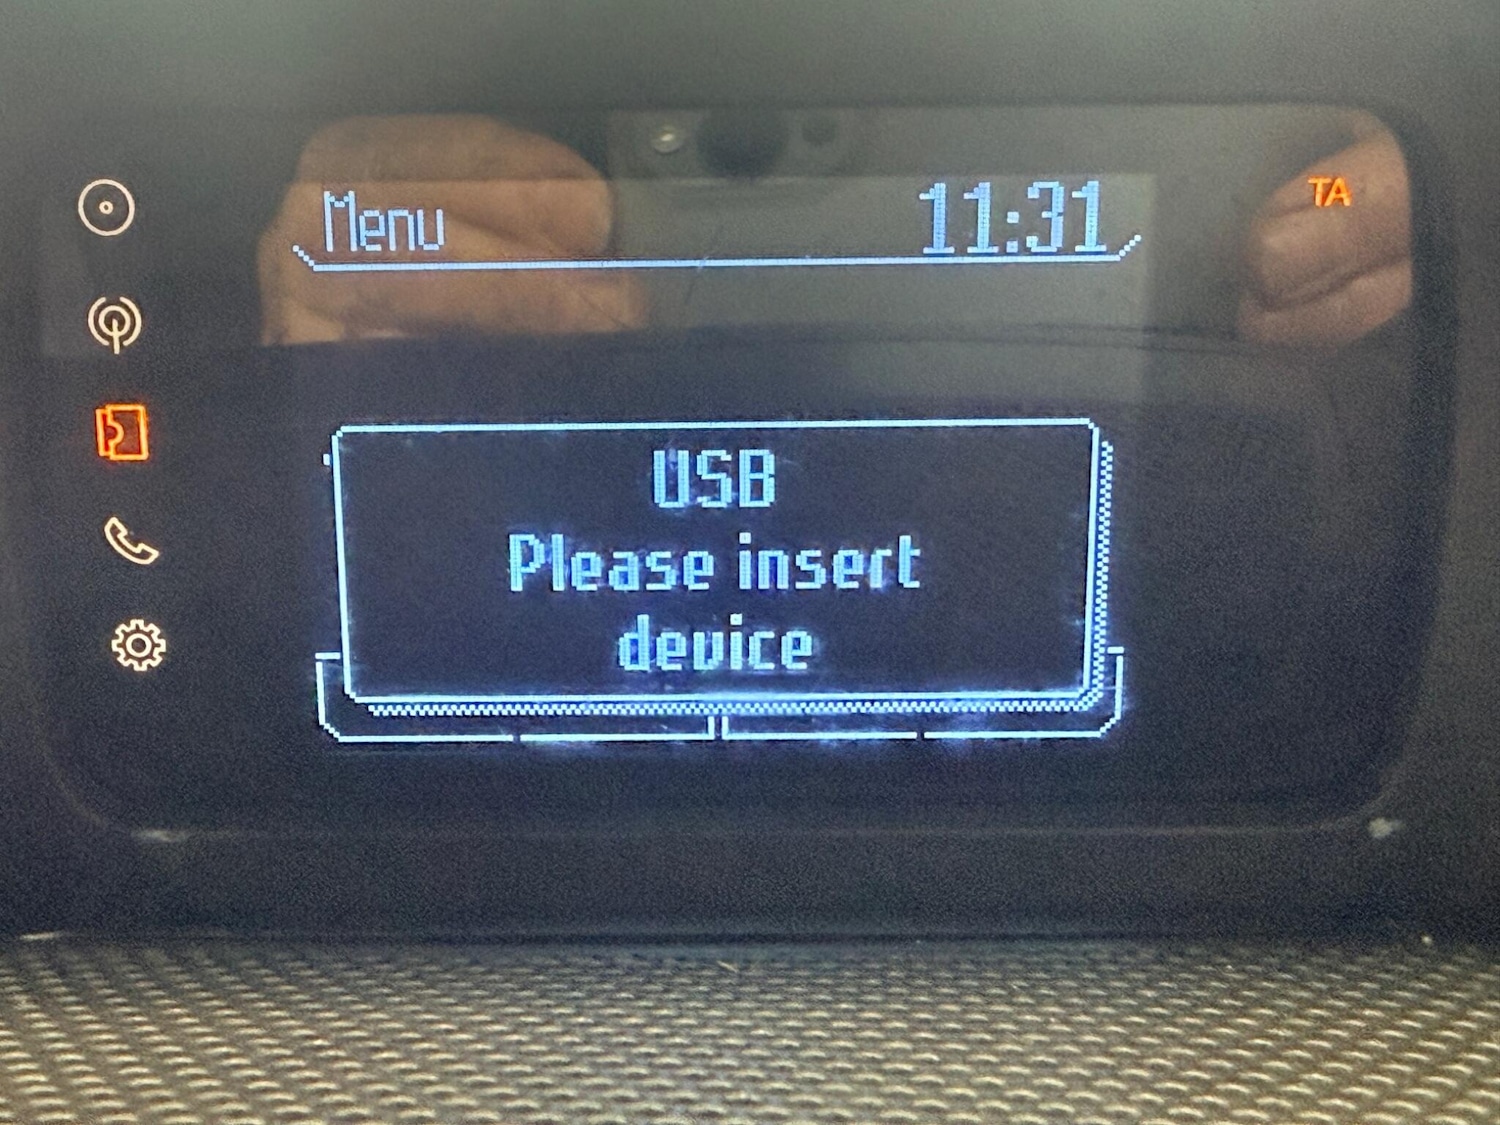 Menu 11:31 TA
USB
Please insert
device